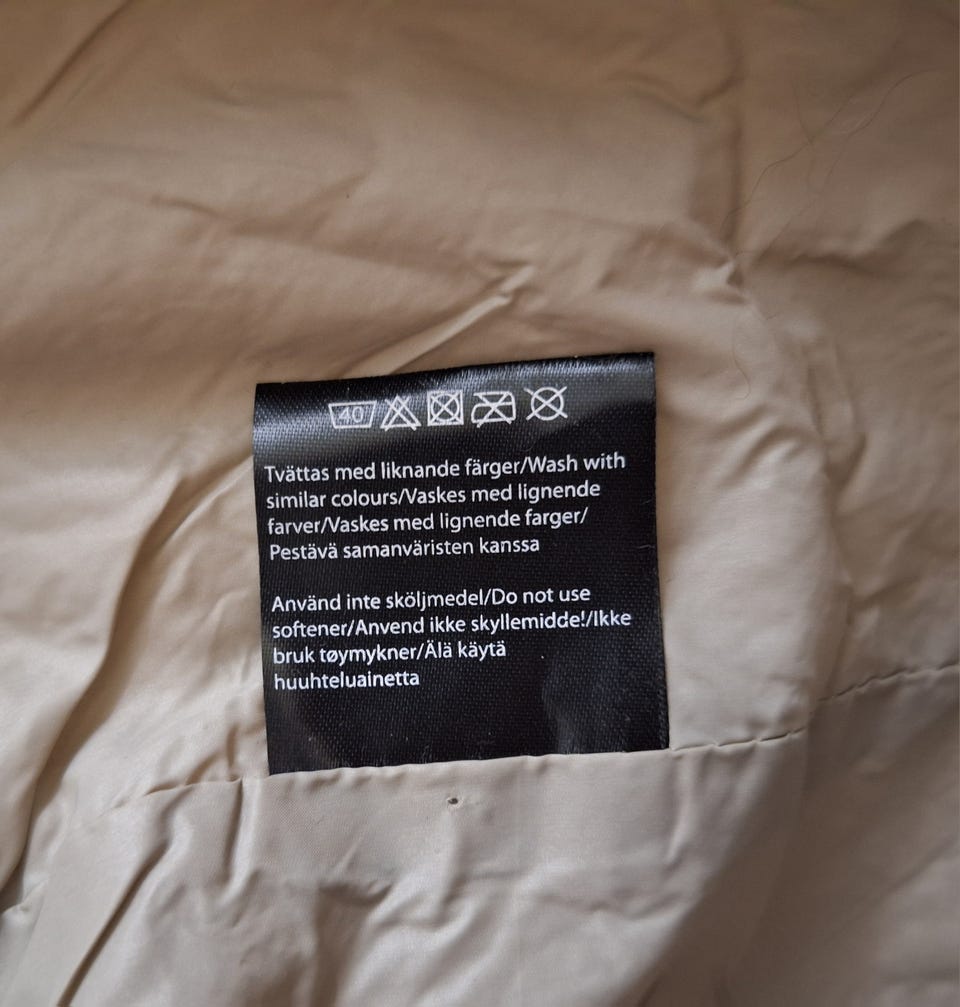 40
Tvättas med liknande färger/Wash with
similar colours/Vaskes med lignende
farver/Vaskes med lignende farger/
Pestävä samanväristen kanssa
Använd inte sköljmedel/Do not use
softener/Anvend ikke skyllemiddel/Ikke
bruk tøymykner/Älä käytä
huuhteluainetta